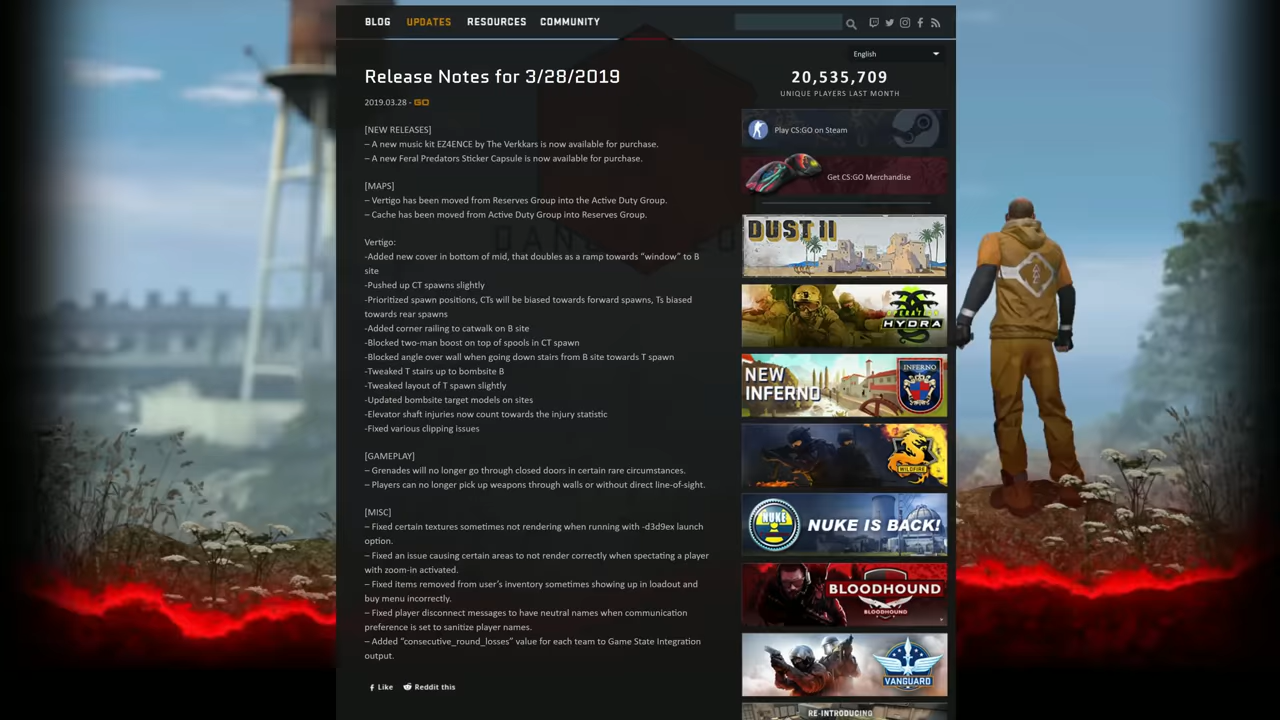 BLOG UPDATES RESOURCES COMMUNITY
English
Release Notes for 3/28/2019
2019.03.28 - GO
[NEW RELEASES]
– A new music kit EZ4ENCE by The Verkkars is now available for purchase.
– A new Feral Predators Sticker Capsule is now available for purchase.
[MAPS]
– Vertigo has been moved from Reserves Group into the Active Duty Group.
– Cache has been moved from Active Duty Group into Reserves Group.
Vertigo:
-Added new cover in bottom of mid, that doubles as a ramp towards “window” to B
site
-Pushed up CT spawns slightly
-Prioritized spawn positions, CTs will be biased towards forward spawns, Ts biased
towards rear spawns
-Added corner railing to catwalk on B site
-Blocked two-man boost on top of spools in CT spawn
-Blocked angle over wall when going down stairs from B site towards T spawn
-Tweaked T stairs up to bombsite B
-Tweaked layout of T spawn slightly
-Updated bombsite target models on sites
-Elevator shaft injuries now count towards the injury statistic
-Fixed various clipping issues
[GAMEPLAY]
– Grenades will no longer go through closed doors in certain rare circumstances.
– Players can no longer pick up weapons through walls or without direct line-of-sight.
[MISC]
– Fixed certain textures sometimes not rendering when running with -d3d9ex launch
option.
– Fixed an issue causing certain areas to not render correctly when spectating a player
with zoom-in activated.
– Fixed items removed from user’s inventory sometimes showing up in loadout and
buy menu incorrectly.
– Fixed player disconnect messages to have neutral names when communication
preference is set to sanitize player names.
– Added “consecutive_round_losses” value for each team to Game State Integration
output.
Like Reddit this
20,535,709
UNIQUE PLAYERS LAST MONTH
Play CS:GO on Steam
Get CS:GO Merchandise
DUST II
OPERATION
HYDRA
NEW
INFERNO
INFERNO
WILDFIRE
NUKE
NUKE IS BACK!
BLOODHOUND
BLOODHOUND
VANGUARD
RE-INTRODUCING